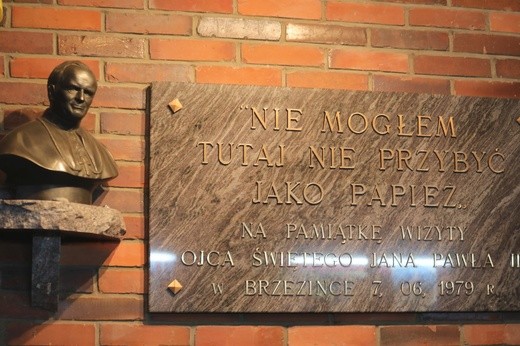 "NIE MOGŁEM
TUTAJ NIE PRZYBYĆ
JAKO PAPIEŻ„
NA PAMIĄTKĘ WIZYTY
OJCA ŚWIĘTEGO JANA PAWŁA II
W BRZEZINCE 7. 06. 1979 R